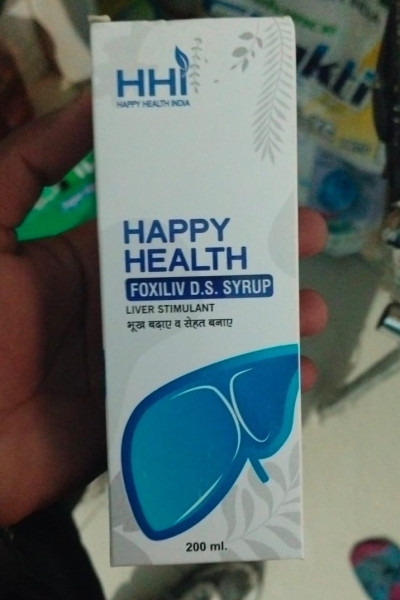 HHI
HAPPY HEALTH INDIA
HAPPY
HEALTH
FOXILIV D.S. SYRUP
LIVER STIMULANT
भूख बढ़ाए व सेहत बनाए
200 ml.